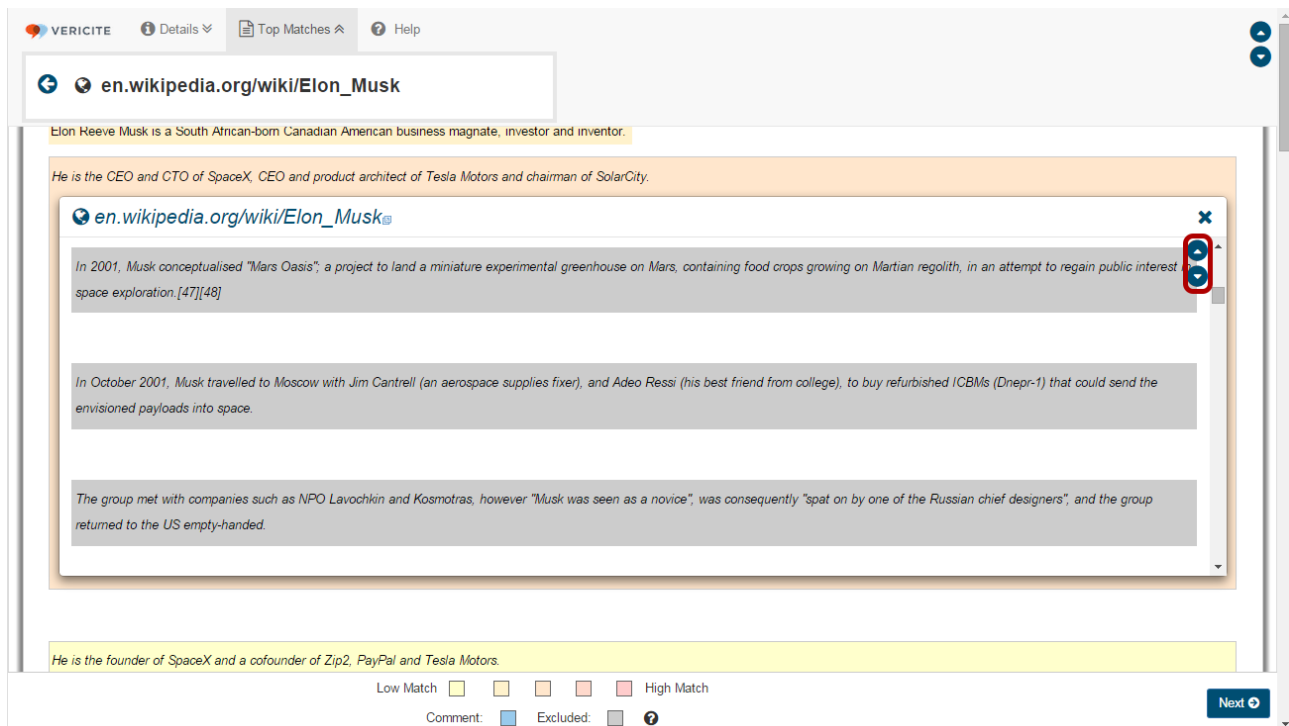 VERICITE Details Top Matches Help
en.wikipedia.org/wiki/Elon_Musk
Elon Reeve Musk is a South African-born Canadian American business magnate, investor and inventor.
He is the CEO and CTO of SpaceX, CEO and product architect of Tesla Motors and chairman of SolarCity.
en.wikipedia.org/wiki/Elon_Musk
In 2001, Musk conceptualised "Mars Oasis"; a project to land a miniature experimental greenhouse on Mars, containing food crops growing on Martian regolith, in an attempt to regain public interest in
space exploration.[47][48]
In October 2001, Musk travelled to Moscow with Jim Cantrell (an aerospace supplies fixer), and Adeo Ressi (his best friend from college), to buy refurbished ICBMs (Dnepr-1) that could send the
envisioned payloads into space.
The group met with companies such as NPO Lavochkin and Kosmotras, however "Musk was seen as a novice", was consequently "spat on by one of the Russian chief designers", and the group
returned to the US empty-handed.
He is the founder of SpaceX and a cofounder of Zip2, PayPal and Tesla Motors.
Low Match High Match
Comment: Excluded:
Next